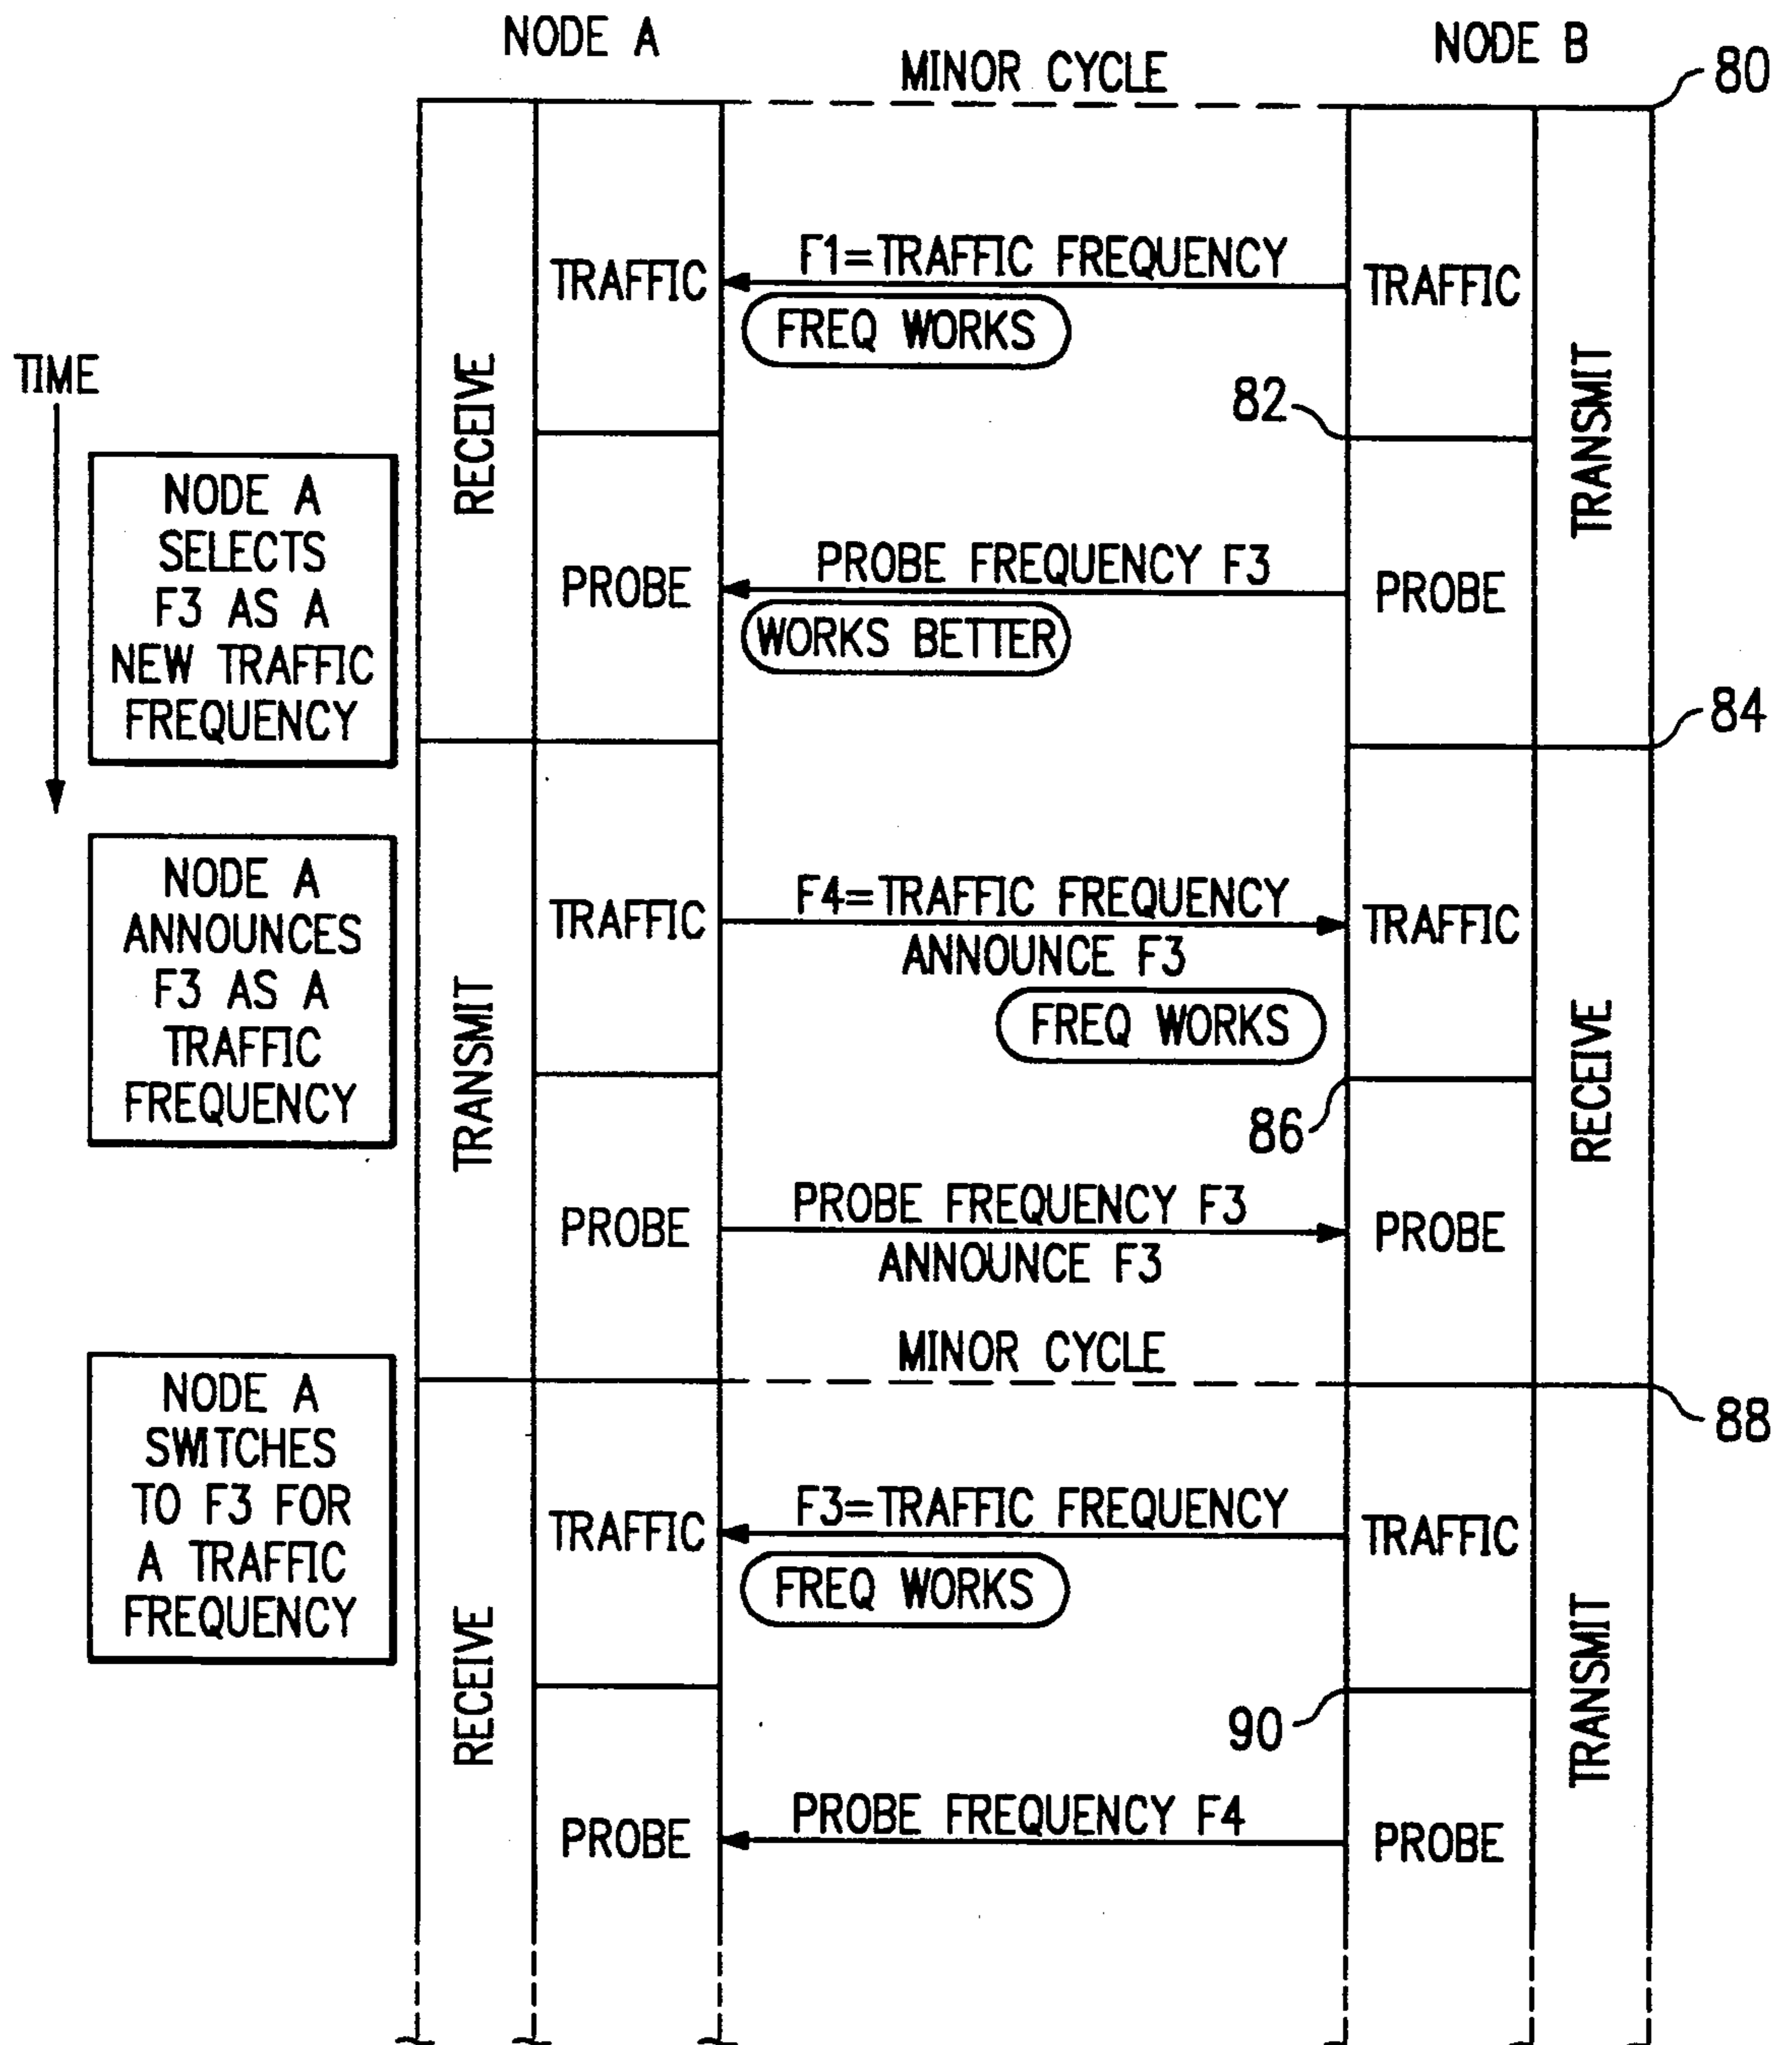 NODE A
NODE B
MINOR CYCLE
80
F1=TRAFFIC FREQUENCY
TRAFFIC
TRAFFIC
FREQ WORKS
TIME
RECEIVE
TRANSMIT
82
NODE A
SELECTS
F3 AS A
NEW TRAFFIC
FREQUENCY
PROBE FREQUENCY F3
PROBE
PROBE
WORKS BETTER
84
NODE A
ANNOUNCES
F3 AS A
TRAFFIC
FREQUENCY
F4=TRAFFIC FREQUENCY
TRAFFIC
TRAFFIC
ANNOUNCE F3
FREQ WORKS
TRANSMIT
RECEIVE
86
PROBE FREQUENCY F3
PROBE
PROBE
ANNOUNCE F3
MINOR CYCLE
88
NODE A
SWITCHES
TO F3 FOR
A TRAFFIC
FREQUENCY
F3=TRAFFIC FREQUENCY
TRAFFIC
TRAFFIC
FREQ WORKS
RECEIVE
TRANSMIT
90
PROBE FREQUENCY F4
PROBE
PROBE